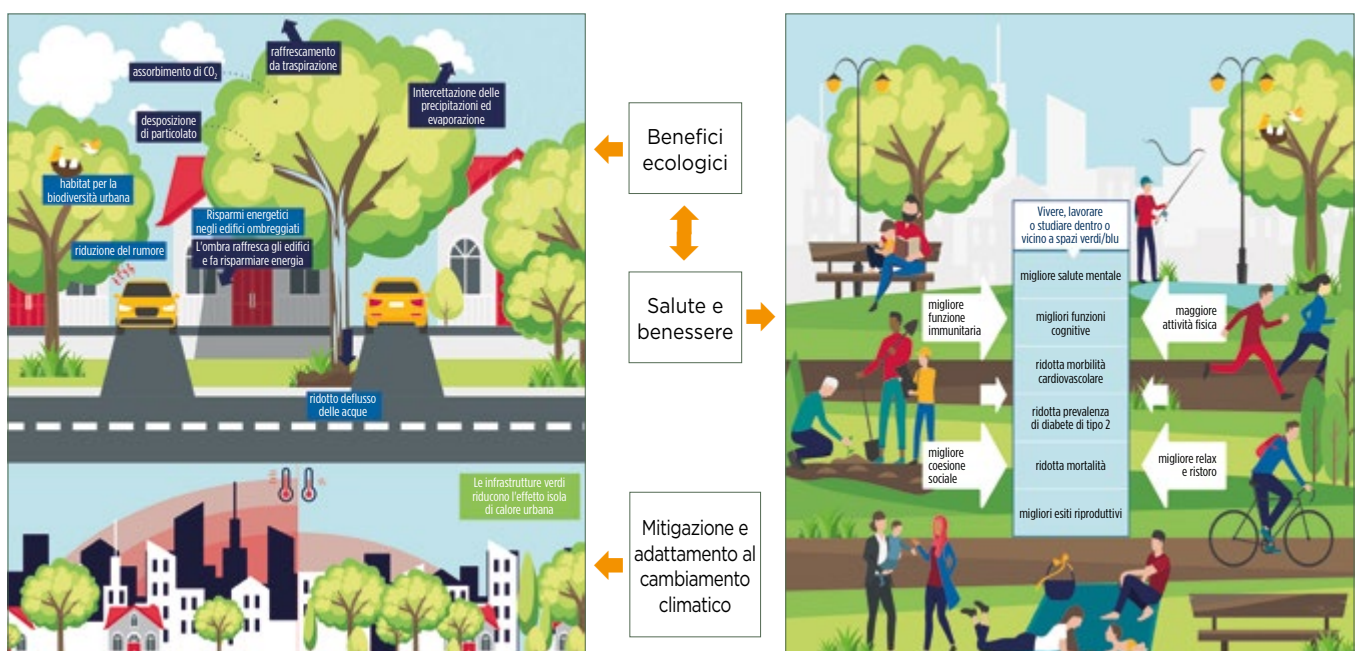 raffrescamento
da traspirazione
assorbimento di CO₂
Intercettazione delle
precipitazioni ed
evaporazione
desposizione
di particolato
habitat per la
biodiversità urbana
Risparmi energetici
negli edifici ombreggiati
riduzione del rumore
L'ombra raffresca gli edifici
e fa risparmiare energia
ridotto deflusso
delle acque
Le infrastrutture verdi
riducono l'effetto isola
di calore urbana
Benefici
ecologici
Salute e
benessere
Mitigazione e
adattamento al
cambiamento
climatico
Vivere, lavorare
o studiare dentro o
vicino a spazi verdi/blu
migliore salute mentale
migliori funzioni
cognitive
ridotta morbilità
cardiovascolare
ridotta prevalenza
di diabete di tipo 2
ridotta mortalità
migliori esiti riproduttivi
migliore
funzione
immunitaria
maggiore
attività fisica
migliore
coesione
sociale
migliore relax
e ristoro